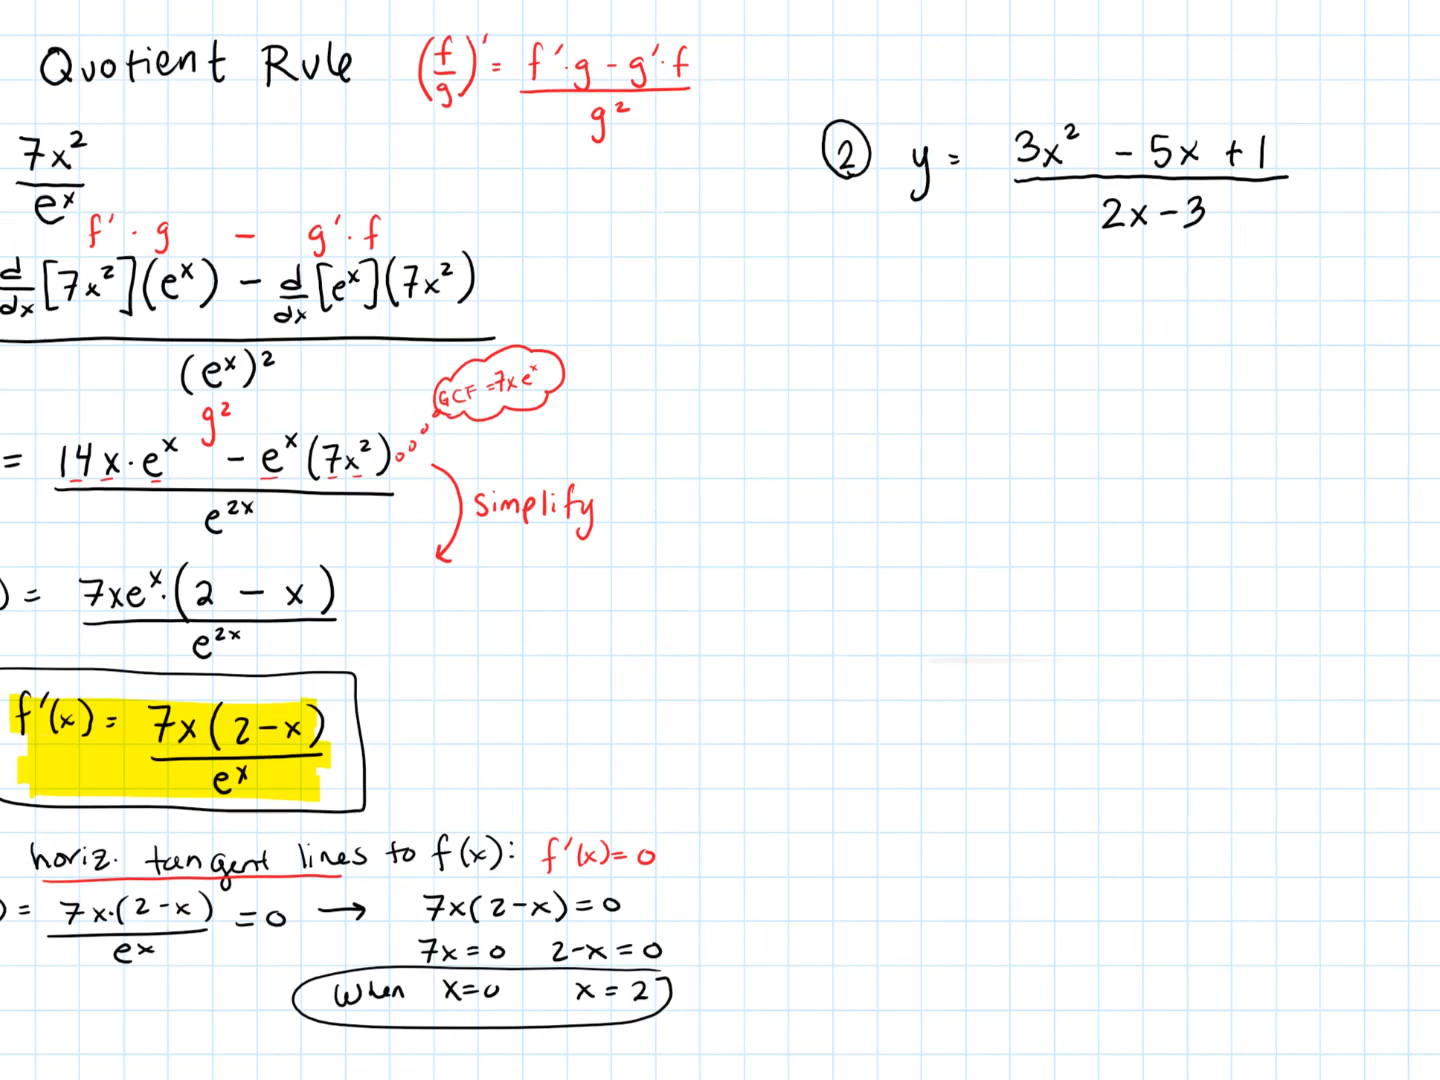 Quotient Rule (f/g)' = (f'·g - g'·f)/g²
7x²/eˣ
f'·g - g'·f
d/dx[7x²](eˣ) - d/dx[eˣ](7x²)
(eˣ)²
g²
GCF = 7xeˣ
= (14x·eˣ - eˣ(7x²))/e²ˣ
simplify
) = 7xeˣ·(2 - x)/e²ˣ
f'(x) = 7x(2-x)/eˣ
horiz. tangent lines to f(x): f'(x)=0
) = 7x·(2-x)/eˣ = 0 → 7x(2-x)=0
7x=0 2-x=0
when x=0 x=2
② y = (3x² - 5x + 1)/(2x-3)